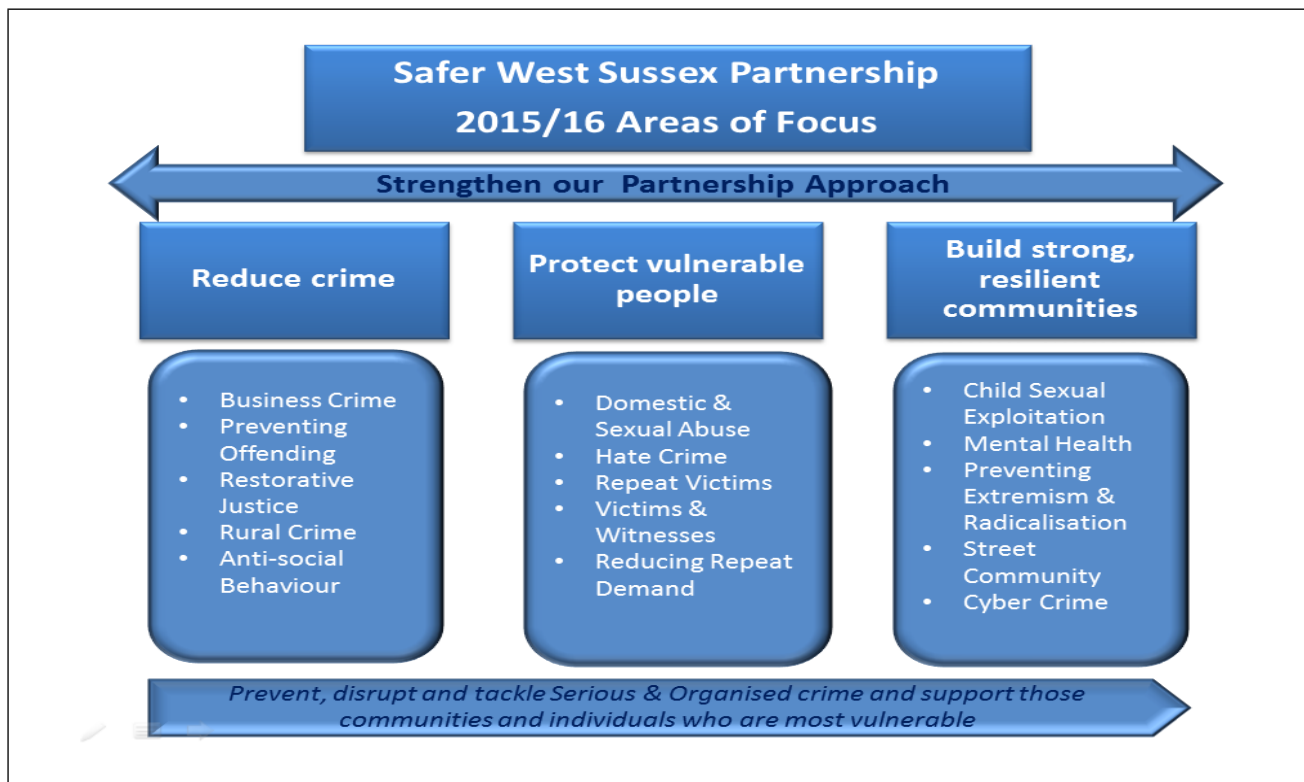 Safer West Sussex Partnership
2015/16 Areas of Focus
Strengthen our Partnership Approach
Reduce crime
• Business Crime
• Preventing
Offending
• Restorative
Justice
• Rural Crime
• Anti-social
Behaviour
Protect vulnerable
people
• Domestic &
Sexual Abuse
• Hate Crime
• Repeat Victims
• Victims &
Witnesses
• Reducing Repeat
Demand
Build strong,
resilient
communities
• Child Sexual
Exploitation
• Mental Health
• Preventing
Extremism &
Radicalisation
• Street
Community
• Cyber Crime
Prevent, disrupt and tackle Serious & Organised crime and support those
communities and individuals who are most vulnerable